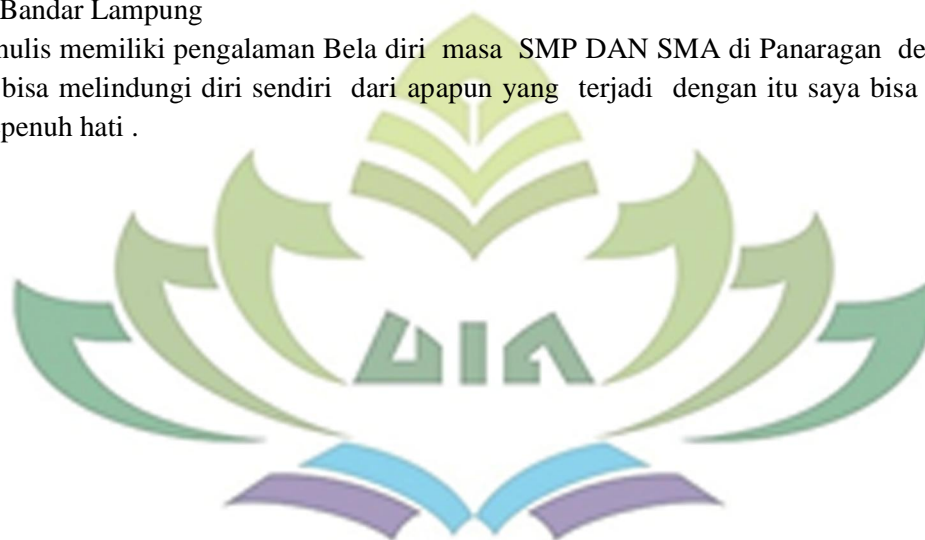 Bandar Lampung
nulis memiliki pengalaman Bela diri masa SMP DAN SMA di Panaragan de
bisa melindungi diri sendiri dari apapun yang terjadi dengan itu saya bisa
penuh hati .
UIN